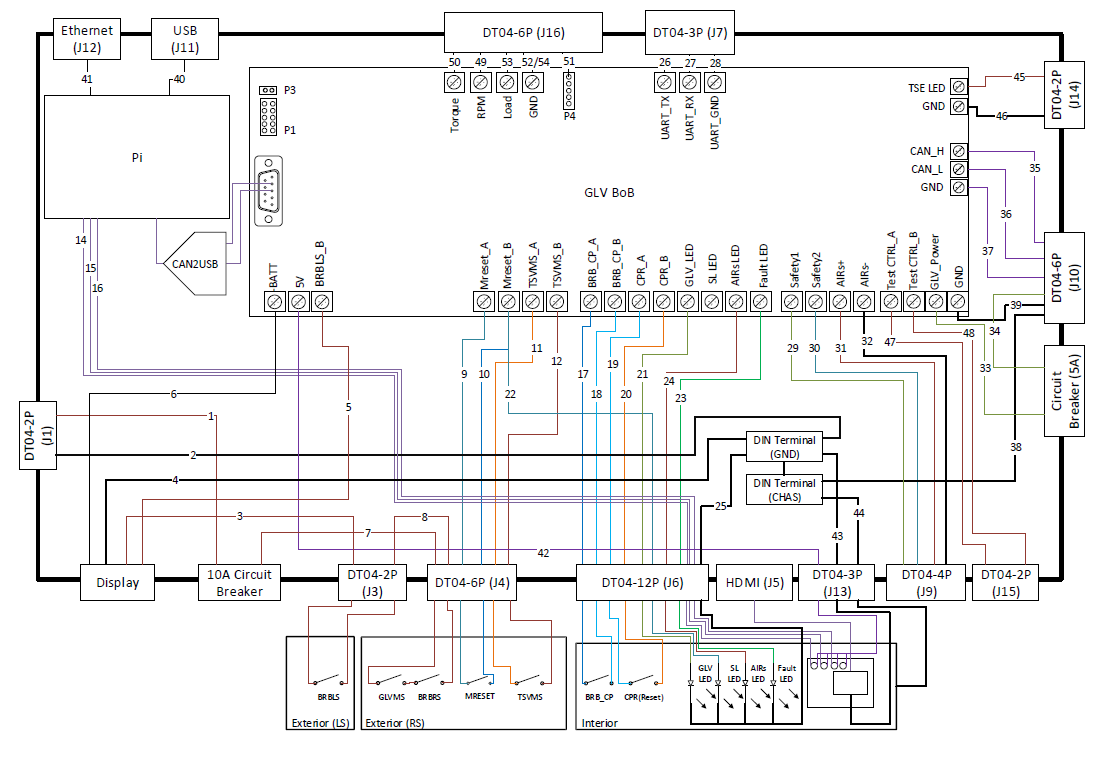 Ethernet
(J12)
USB
(J11)
DT04-6P (J16)
DT04-3P (J7)
41
40
50
49
53
52/54
51
26
27
28
45
DT04-2P
(J14)
46
TSE LED
GND
P3
P1
P4
Torque
RPM
Load
GND
UART_TX
UART_RX
UART_GND
Pi
CAN_H
CAN_L
GND
35
36
37
GLV BoB
14
15
16
CAN2USB
BATT
5V
BRBLS_B
Mreset_A
Mreset_B
TSVMS_A
TSVMS_B
BRB_CP_A
BRB_CP_B
CPR_A
CPR_B
GLV_LED
SL LED
AIRs LED
Fault LED
Safety1
Safety2
AIRs+
AIRs-
Test CTRL_A
Test CTRL_B
GLV_Power
GND
DT04-6P
(J10)
39
34
48
47
33
38
Circuit
Breaker (5A)
29
30
31
32
9
10
11
12
22
17
18
19
20
21
24
23
6
5
1
2
4
3
7
8
DT04-2P
(J1)
DIN Terminal
(GND)
DIN Terminal
(CHAS)
25
43
44
42
Display
10A Circuit
Breaker
DT04-2P
(J3)
DT04-6P (J4)
DT04-12P (J6)
HDMI (J5)
DT04-3P
(J13)
DT04-4P
(J9)
DT04-2P
(J15)
BRBLS
Exterior (LS)
GLVMS
BRBRS
MRESET
TSVMS
Exterior (RS)
BRB_CP
CPR(Reset)
GLV
LED
SL
LED
AIRs
LED
Fault
LED
Interior